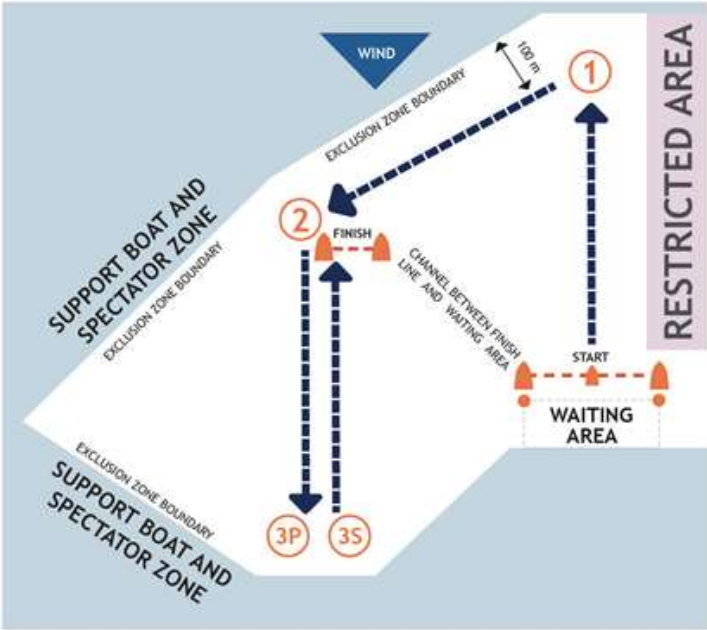 WIND
100 m
1
RESTRICTED AREA
EXCLUSION ZONE BOUNDARY
2
FINISH
SUPPORT BOAT AND
SPECTATOR ZONE
EXCLUSION ZONE BOUNDARY
CHANNEL BETWEEN FINISH
LINE AND WAITING AREA
START
WAITING
AREA
EXCLUSION ZONE BOUNDARY
SUPPORT BOAT AND
SPECTATOR ZONE
3P
3S